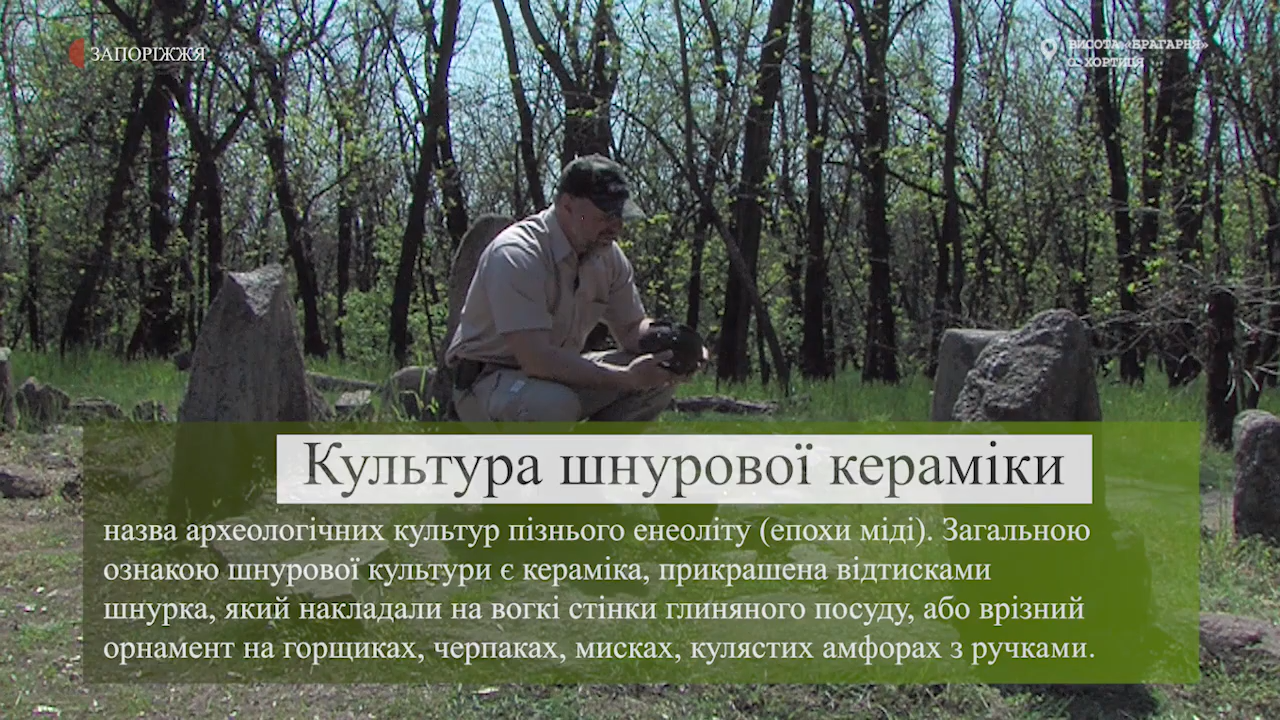 ЗАПОРІЖЖЯ
ВИСОТА «БРАГАРНЯ»
О. ХОРТИЦЯ
Культура шнурової кераміки
назва археологічних культур пізнього енеоліту (епохи міді). Загальною
ознакою шнурової культури є кераміка, прикрашена відтисками
шнурка, який накладали на вогкі стінки глиняного посуду, або врізний
орнамент на горщиках, черпаках, мисках, кулястих амфорах з ручками.